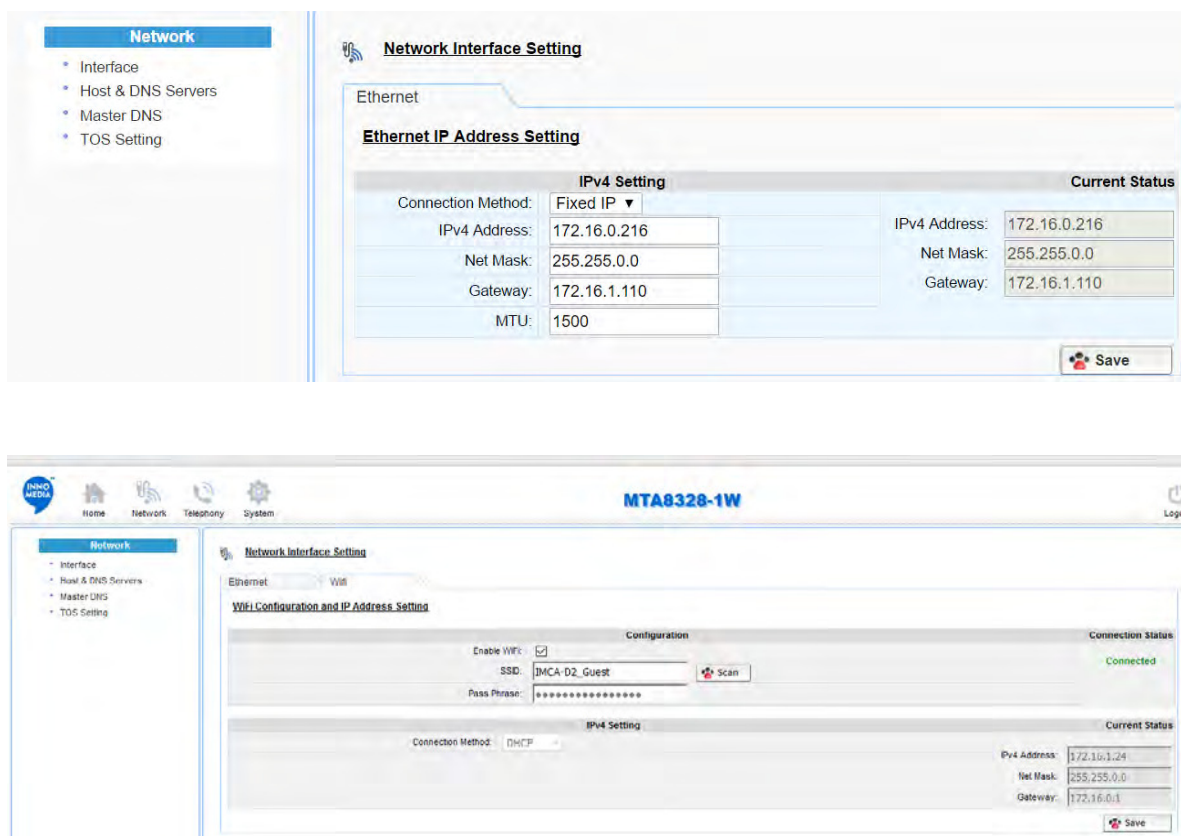 Network
Interface
Host & DNS Servers
Master DNS
TOS Setting
Network Interface Setting
Ethernet
Ethernet IP Address Setting
IPv4 Setting Current Status
Connection Method: Fixed IP ▼
IPv4 Address: 172.16.0.216 IPv4 Address: 172.16.0.216
Net Mask: 255.255.0.0 Net Mask: 255.255.0.0
Gateway: 172.16.1.110 Gateway: 172.16.1.110
MTU: 1500
Save
INNO MEDIA
Home Network Telephony System
MTA8328-1W
Logo
Network
Interface
Host & DNS Servers
Master DNS
TOS Setting
Network Interface Setting
Ethernet Wifi
WiFi Configuration and IP Address Setting
Configuration Connection Status
Enable WiFi: Connected
SSID: IMCA-D2_Guest Scan
Pass Phrase: ****************
IPv4 Setting Current Status
Connection Method: DHCP
IPv4 Address: 172.16.1.24
Net Mask: 255.255.0.0
Gateway: 172.16.0.1
Save